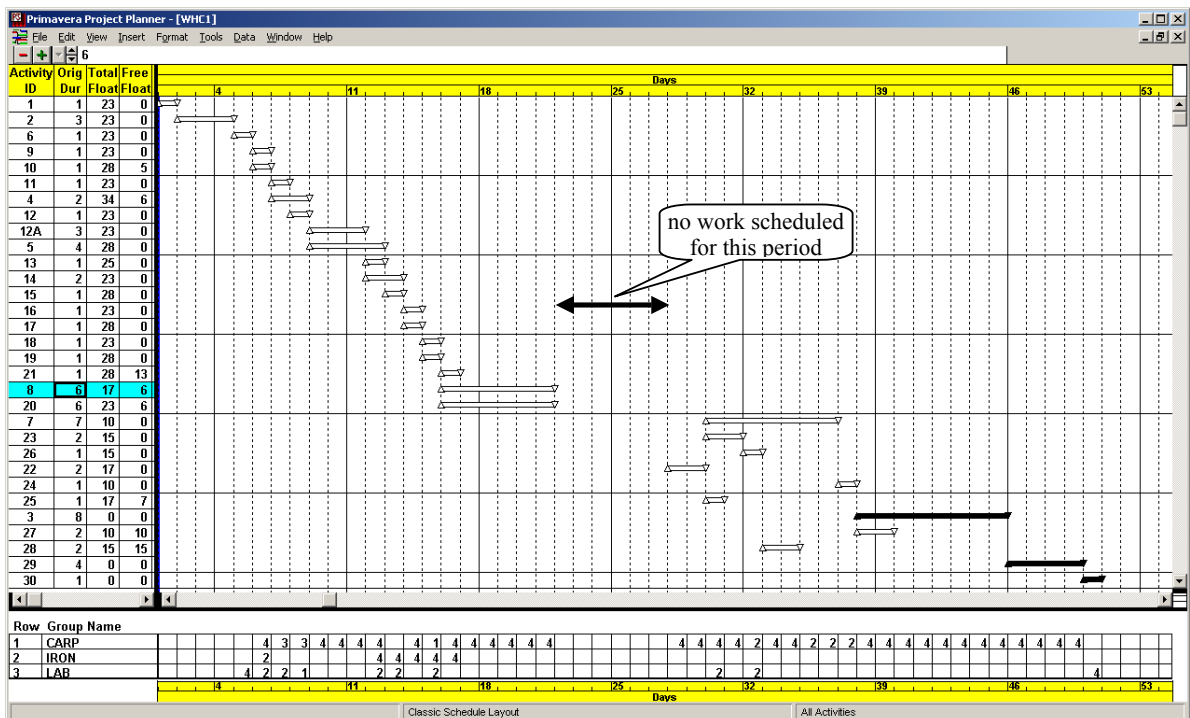 Primavera Project Planner - [WHC1]
File Edit View Insert Format Tools Data Window Help
6
Activity Orig Total Free
Days
ID Dur Float Float 4 11 18 25 32 39 46 53
1 1 23 0
2 3 23 0
6 1 23 0
9 1 23 0
10 1 28 5
11 1 23 0
4 2 34 6
12 1 23 0
12A 3 23 0
5 4 28 0
13 1 25 0
14 2 23 0
15 1 28 0
16 1 23 0
17 1 28 0
18 1 23 0
19 1 28 0
21 1 28 13
8 6 17 6
20 6 23 6
7 7 10 0
23 2 15 0
26 1 15 0
22 2 17 0
24 1 10 0
25 1 17 7
3 8 0 0
27 2 10 10
28 2 15 15
29 4 0 0
30 1 0 0
no work scheduled
for this period
Row Group Name
1 CARP 4 3 3 4 4 4 4 4 1 4 4 4 4 4 4 4 4 4 4 2 4 4 2 2 2 4 4 4 4 4 4 4 4 4 4 4 4
2 IRON 2 4 4 4 4 4
3 LAB 4 2 2 1 2 2 2 2 2 4
4 11 18 25 32 39 46 53
Days
Classic Schedule Layout All Activities